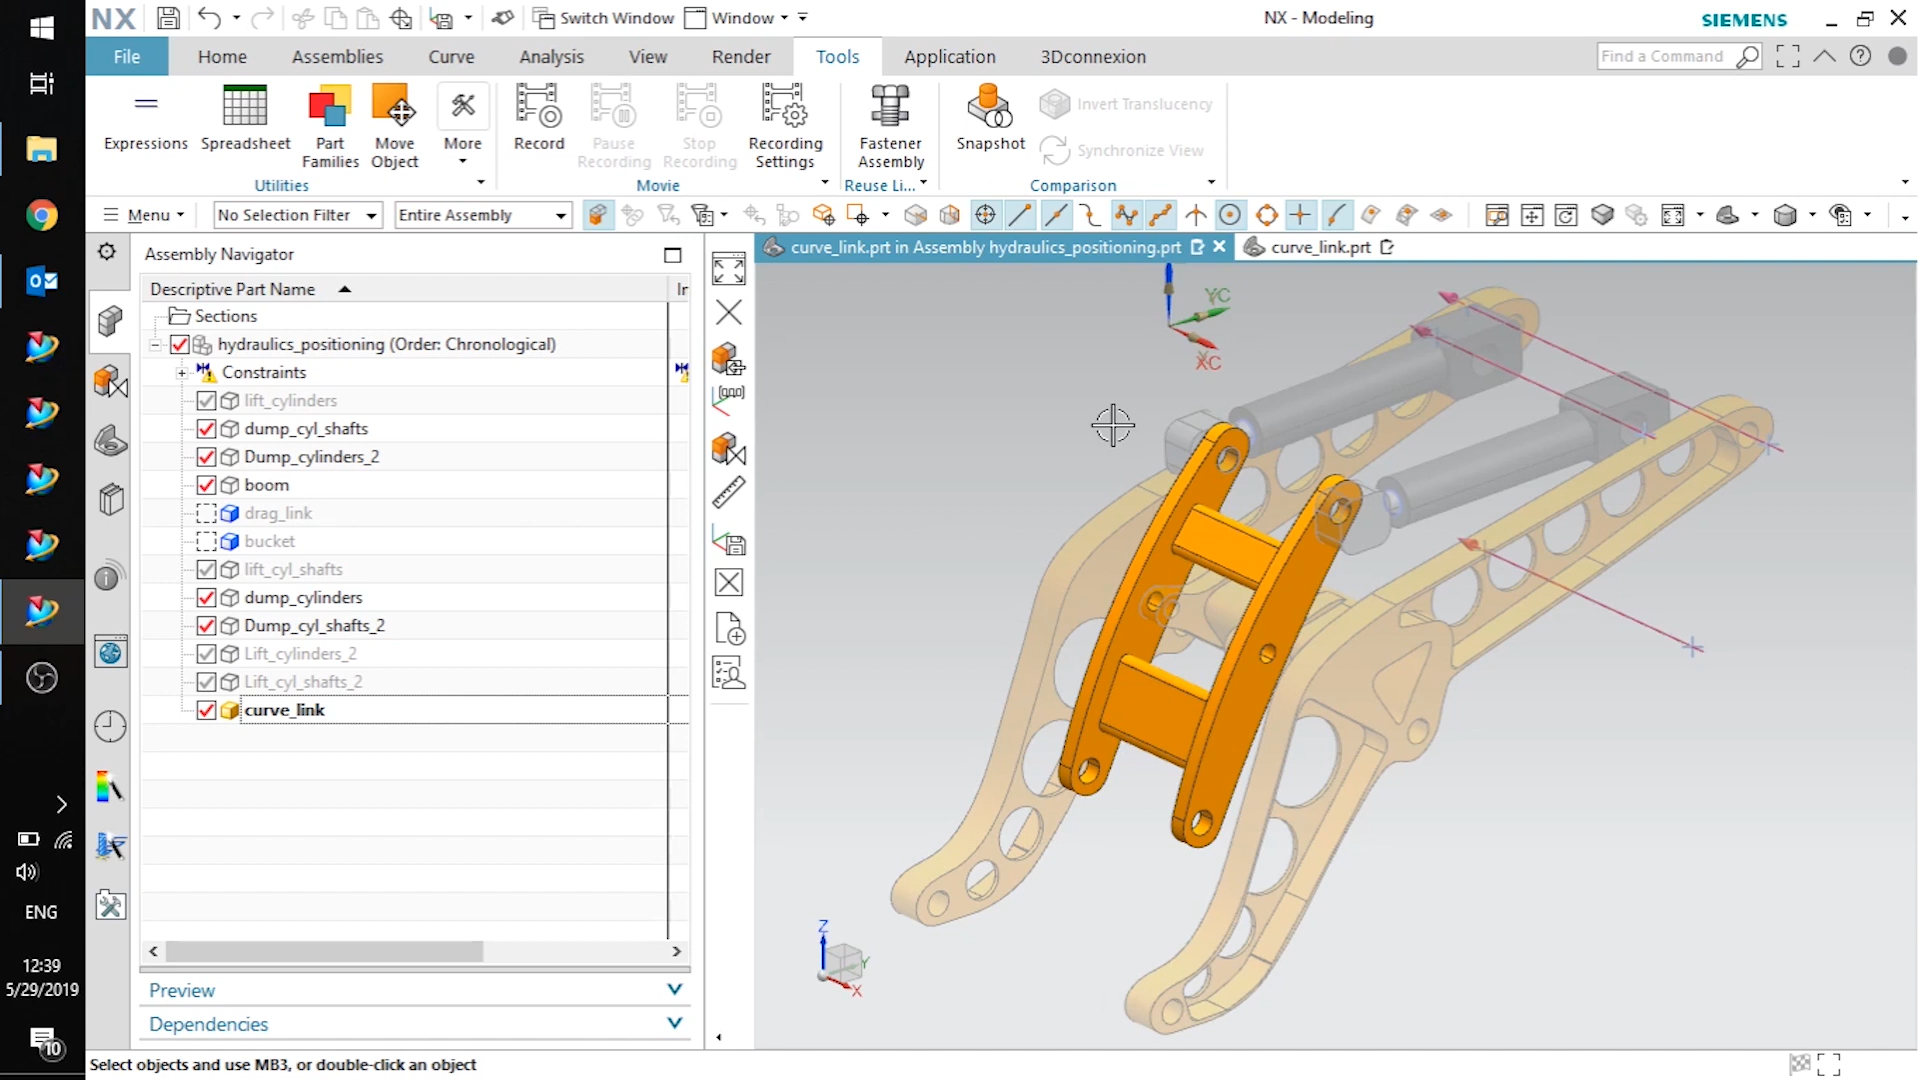 NX
Switch Window
Window
NX - Modeling
SIEMENS
File
Home
Assemblies
Curve
Analysis
View
Render
Tools
Application
3Dconnexion
Find a Command
Expressions
Spreadsheet
Part Families
Move Object
More
Record
Pause Recording
Stop Recording
Recording Settings
Fastener Assembly
Snapshot
Invert Translucency
Synchronize View
Utilities
Movie
Reuse Li...
Comparison
Menu
No Selection Filter
Entire Assembly
Assembly Navigator
curve_link.prt in Assembly hydraulics_positioning.prt
curve_link.prt
Descriptive Part Name
Ir
Sections
hydraulics_positioning (Order: Chronological)
Constraints
lift_cylinders
dump_cyl_shafts
Dump_cylinders_2
boom
drag_link
bucket
lift_cyl_shafts
dump_cylinders
Dump_cyl_shafts_2
Lift_cylinders_2
Lift_cyl_shafts_2
curve_link
YC
XC
Z
Y
X
Preview
Dependencies
ENG
12:39
5/29/2019
10
Select objects and use MB3, or double-click an object